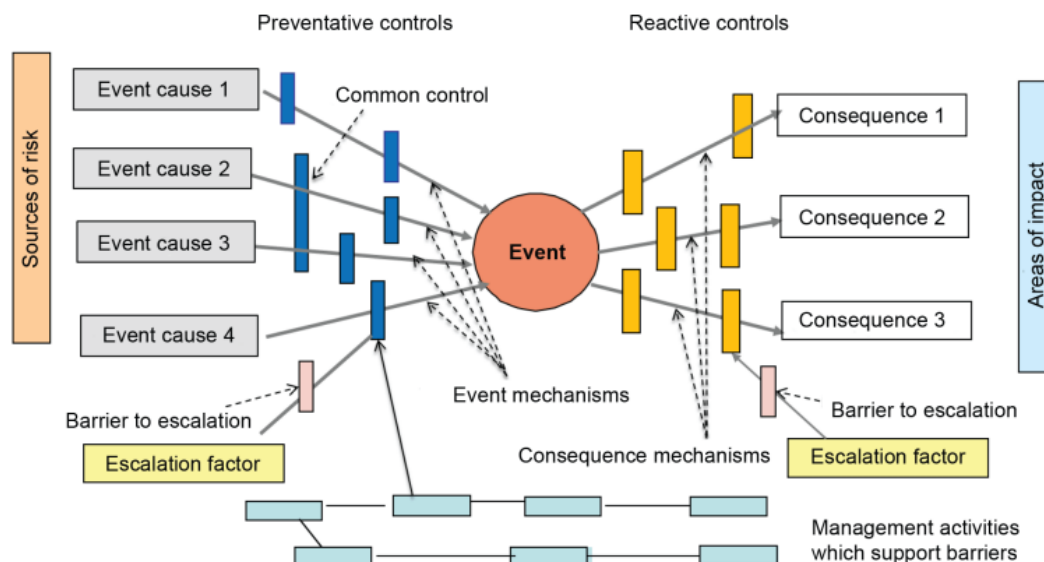 Preventative controls
Reactive controls
Sources of risk
Event cause 1
Event cause 2
Event cause 3
Event cause 4
Common control
Event
Consequence 1
Consequence 2
Consequence 3
Areas of impact
Event mechanisms
Barrier to escalation
Barrier to escalation
Escalation factor
Consequence mechanisms
Escalation factor
Management activities
which support barriers